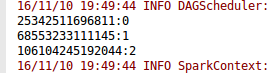 16/11/10 19:49:44 INFO DAGScheduler:
25342511696811:0
68553233111145:1
106104245192044:2
16/11/10 19:49:44 INFO SparkContext: